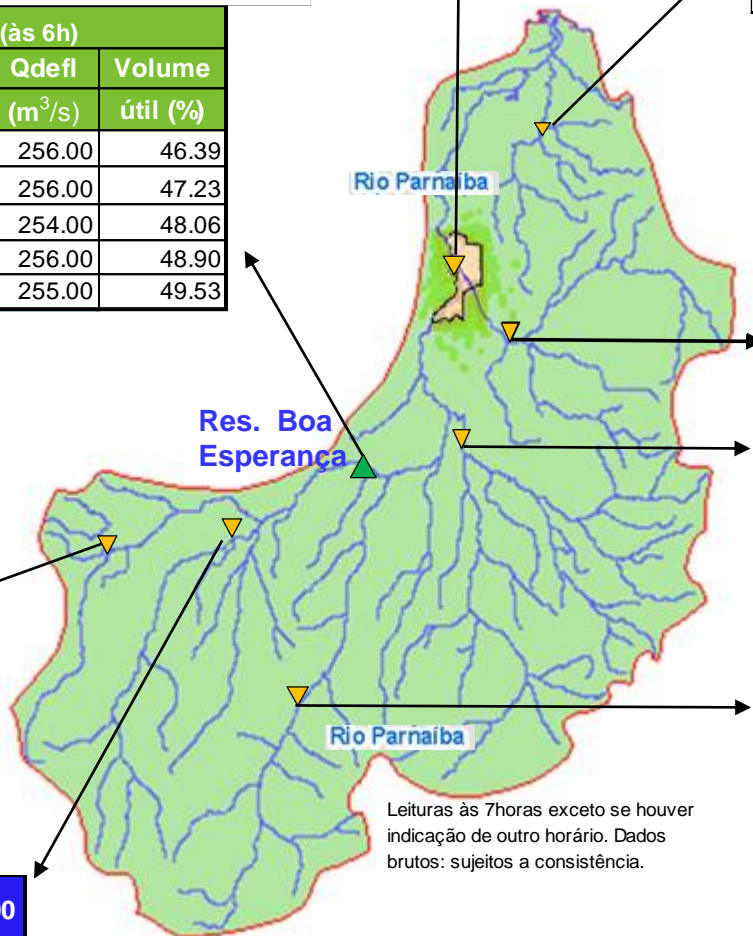 (às 6h)
Qdefl Volume
(m³/s) útil (%)
256.00 46.39
256.00 47.23
254.00 48.06
256.00 48.90
255.00 49.53
Rio Parnaíba
Res. Boa
Esperança
Rio Parnaíba
Leituras às 7horas exceto se houver
indicação de outro horário. Dados
brutos: sujeitos a consistência.